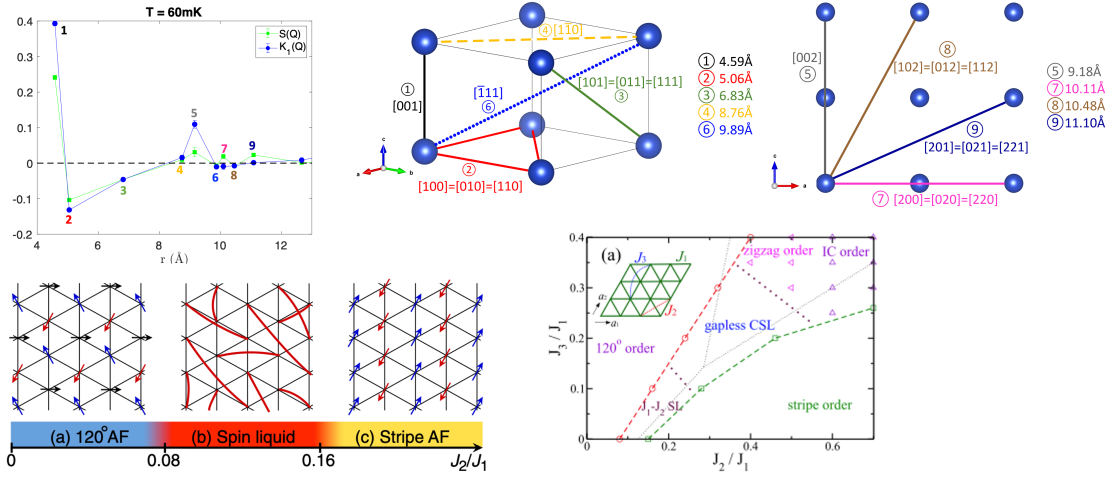 T = 60mK
S(Q)
K1(Q)
0.4
0.3
0.2
0.1
0
-0.1
-0.2
1
2
3
4
5
6
7
8
9
4
6
8
10
12
r (Å)
④ [110]
① [001]
[1̄11] ⑥
[101]=[011]=[111] ③
② [100]=[010]=[110]
c
a
b
① 4.59Å
② 5.06Å
③ 6.83Å
④ 8.76Å
⑥ 9.89Å
[002] ⑤
⑧ [102]=[012]=[112]
⑨ [201]=[021]=[221]
⑦ [200]=[020]=[220]
c
a
⑤ 9.18Å
⑦ 10.11Å
⑧ 10.48Å
⑨ 11.10Å
(a) 120°AF
(b) Spin liquid
(c) Stripe AF
0
0.08
0.16
J2/J1
(a)
J3
J1
J2
a2
a1
zigzag order
IC order
gapless CSL
120° order
J1-J2 SL
stripe order
0.4
0.3
0.2
0.1
0
J3 / J1
0
0.2
0.4
0.6
J2 / J1